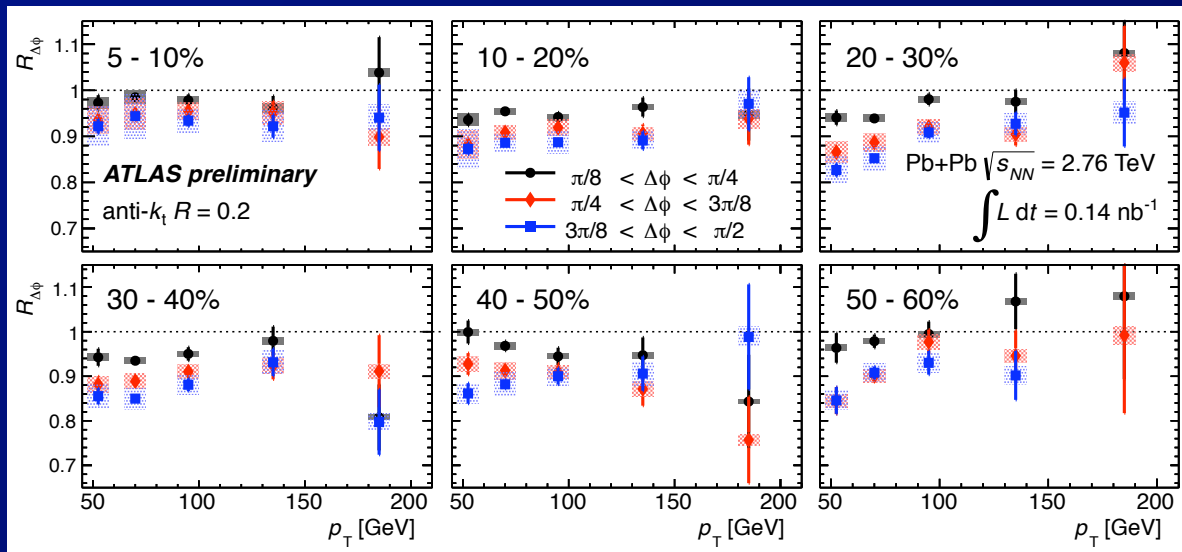 R_Δφ
1.1
1
0.9
0.8
0.7
5 - 10%
ATLAS preliminary
anti-k_t R = 0.2
10 - 20%
π/8 < Δφ < π/4
π/4 < Δφ < 3π/8
3π/8 < Δφ < π/2
20 - 30%
Pb+Pb √s_NN = 2.76 TeV
∫ L dt = 0.14 nb⁻¹
R_Δφ
1.1
1
0.9
0.8
0.7
30 - 40%
40 - 50%
50 - 60%
50 100 150 200 50 100 150 200 50 100 150 200
p_T [GeV] p_T [GeV] p_T [GeV]